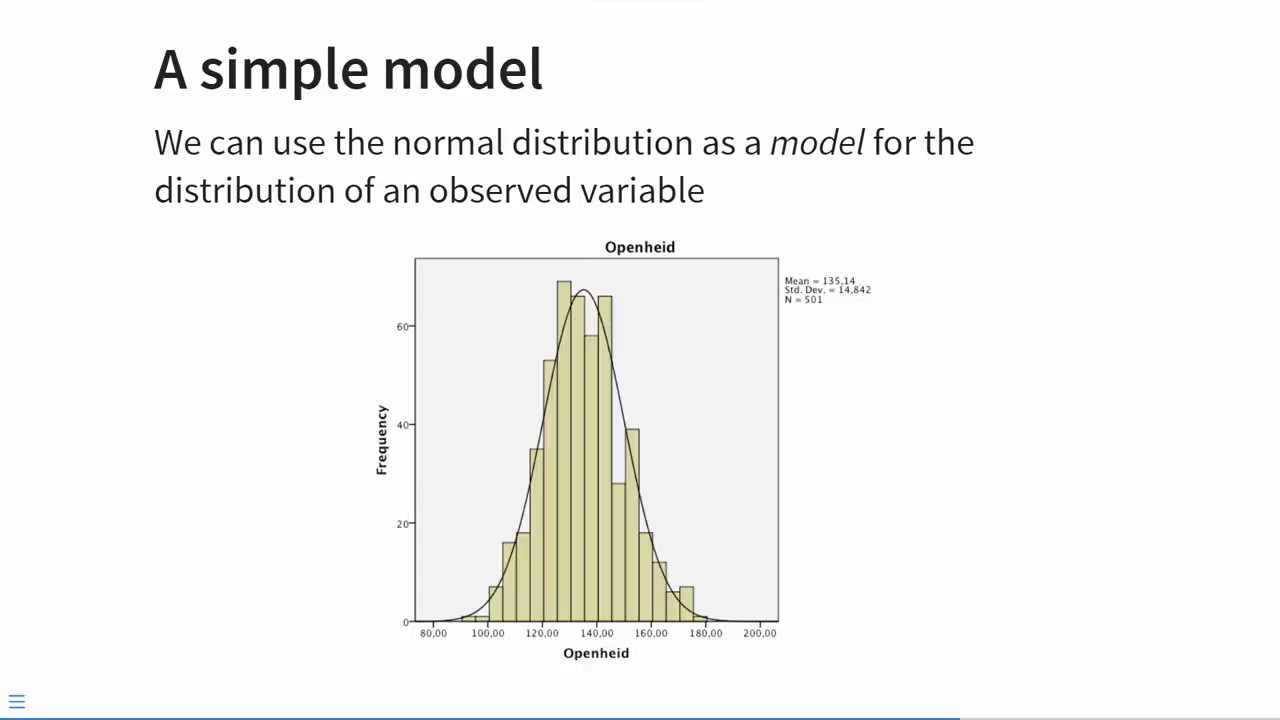 A simple model
We can use the normal distribution as a model for the
distribution of an observed variable
Openheid
Mean = 135,14
Std. Dev. = 14,842
N = 501
Frequency
60
40
20
0
80,00 100,00 120,00 140,00 160,00 180,00 200,00
Openheid